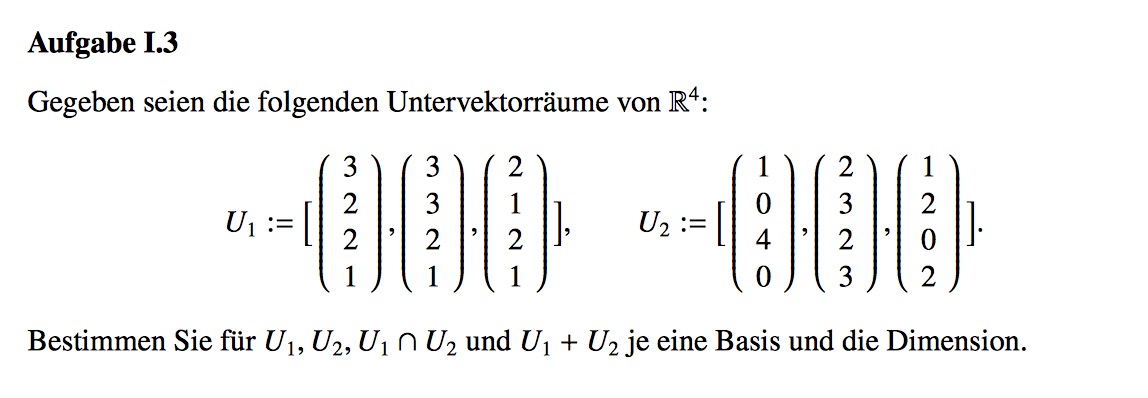 Aufgabe I.3
Gegeben seien die folgenden Untervektorräume von ℝ⁴:
U₁ := [(3, 2, 2, 1), (3, 3, 2, 1), (2, 1, 2, 1)], U₂ := [(1, 0, 4, 0), (2, 3, 2, 3), (1, 2, 0, 2)].
Bestimmen Sie für U₁, U₂, U₁ ∩ U₂ und U₁ + U₂ je eine Basis und die Dimension.